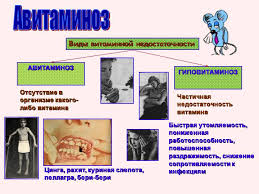 Авитаминоз
Виды витаминной недостаточности
АВИТАМИНОЗ
ГИПОВИТАМИНОЗ
Отсутствие в
организме какого-
либо витамина
Частичная
недостаточность
витамина
Цинга, рахит, куриная слепота,
пеллагра, бери-бери
Быстрая утомляемость,
пониженная
работоспособность,
повышенная
раздражимость, снижение
сопротивляемости к
инфекциям